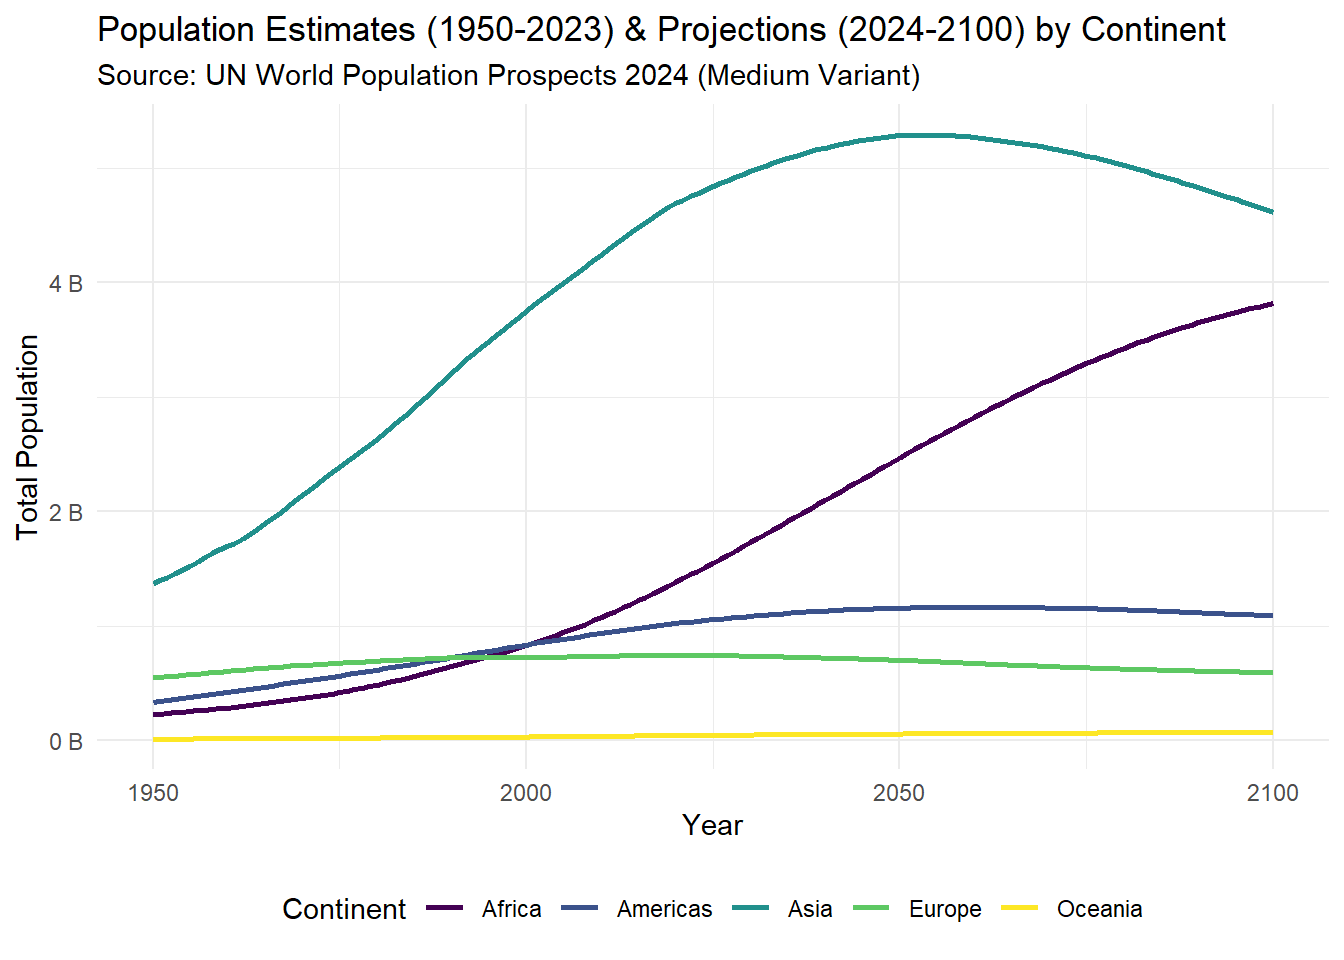 Population Estimates (1950-2023) & Projections (2024-2100) by Continent
Source: UN World Population Prospects 2024 (Medium Variant)
Total Population
4 B
2 B
0 B
1950 2000 2050 2100
Year
Continent Africa Americas Asia Europe Oceania